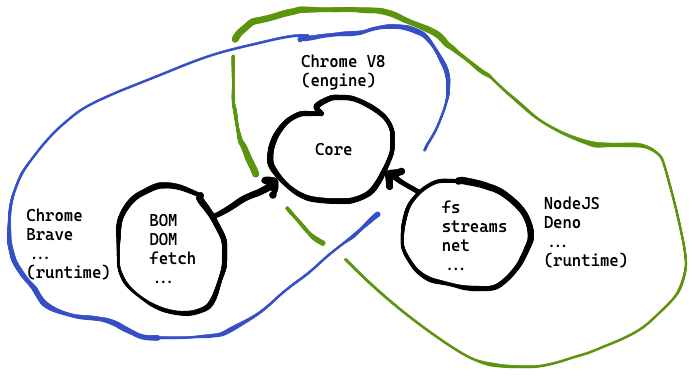 Chrome V8
(engine)
Core
Chrome
Brave
...
(runtime)
BOM
DOM
fetch
...
fs
streams
net
...
NodeJS
Deno
...
(runtime)